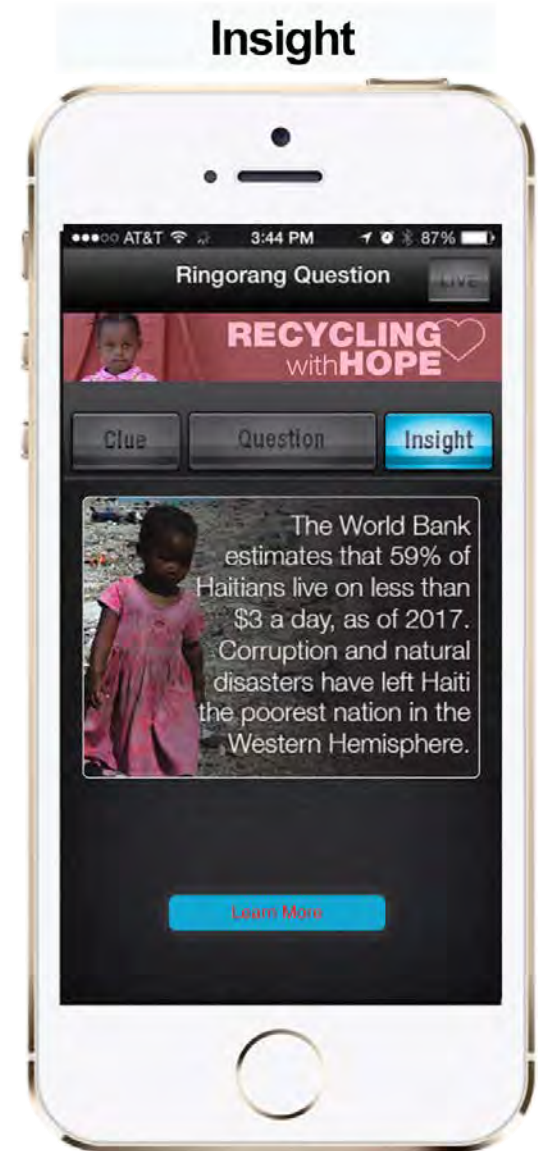 Insight
●●●○○ AT&T 3:44 PM 87%
Ringorang Question LIVE
RECYCLING
withHOPE
Clue Question Insight
The World Bank
estimates that 59% of
Haitians live on less than
$3 a day, as of 2017.
Corruption and natural
disasters have left Haiti
the poorest nation in the
Western Hemisphere.
Learn More